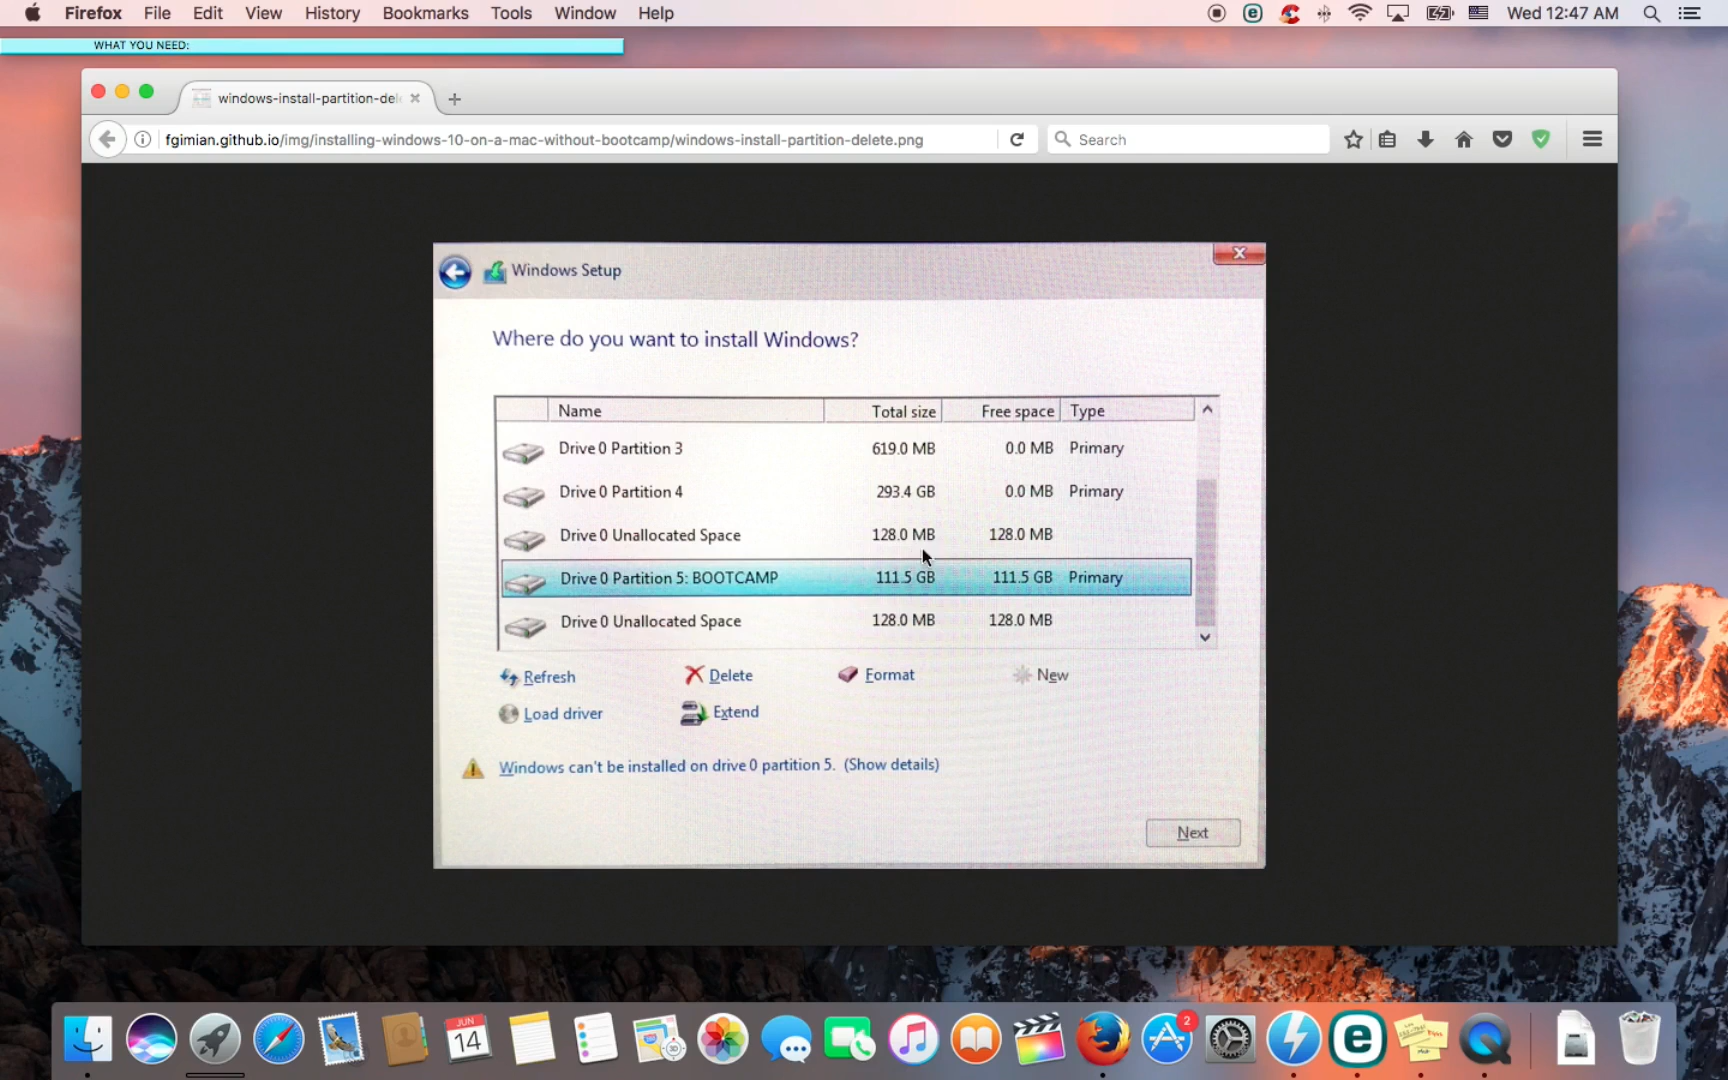 Firefox File Edit View History Bookmarks Tools Window Help Wed 12:47 AM
WHAT YOU NEED:
windows-install-partition-del
fgimian.github.io/img/installing-windows-10-on-a-mac-without-bootcamp/windows-install-partition-delete.png Search
Windows Setup
Where do you want to install Windows?
Name Total size Free space Type
Drive 0 Partition 3 619.0 MB 0.0 MB Primary
Drive 0 Partition 4 293.4 GB 0.0 MB Primary
Drive 0 Unallocated Space 128.0 MB 128.0 MB
Drive 0 Partition 5: BOOTCAMP 111.5 GB 111.5 GB Primary
Drive 0 Unallocated Space 128.0 MB 128.0 MB
Refresh Delete Format New
Load driver Extend
Windows can't be installed on drive 0 partition 5. (Show details)
Next
JUN
14
2